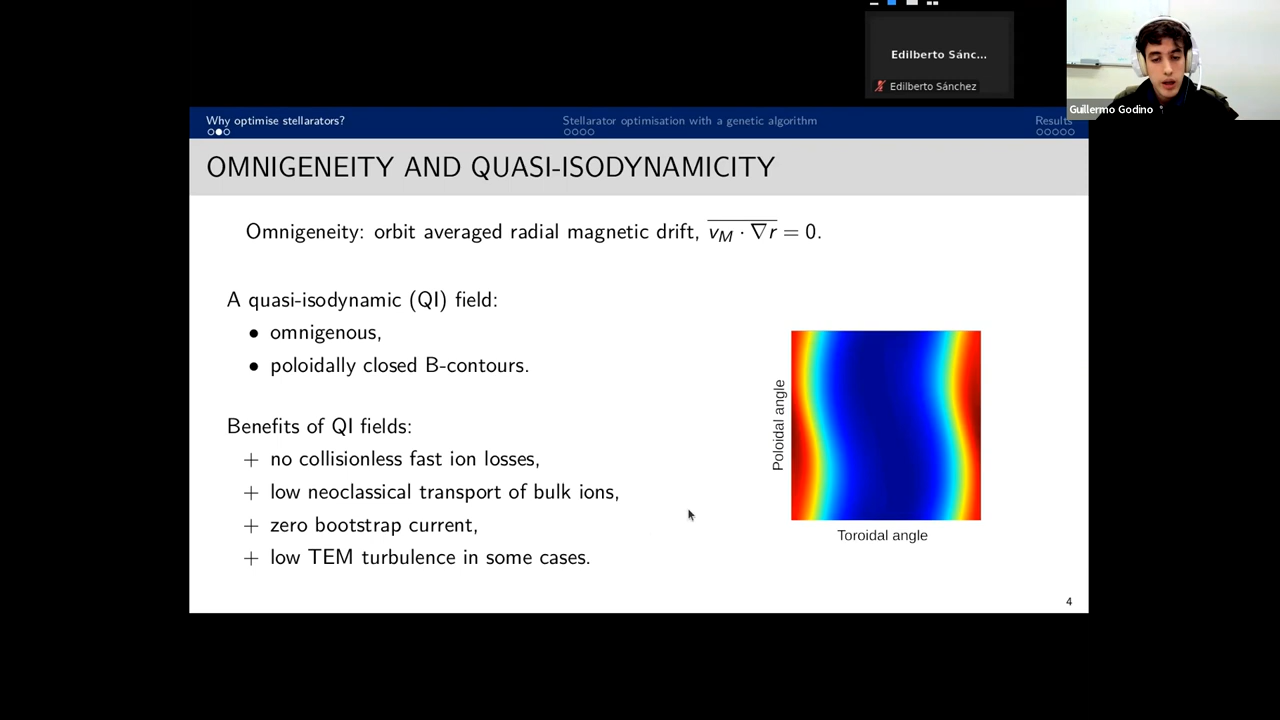 Edilberto Sánc...
Edilberto Sánchez
Guillermo Godino
Why optimise stellarators?
Stellarator optimisation with a genetic algorithm
Results
OMNIGENEITY AND QUASI-ISODYNAMICITY
Omnigeneity: orbit averaged radial magnetic drift, $\overline{v_M \cdot \nabla r} = 0$.
A quasi-isodynamic (QI) field:
• omnigenous,
• poloidally closed B-contours.
Benefits of QI fields:
+ no collisionless fast ion losses,
+ low neoclassical transport of bulk ions,
+ zero bootstrap current,
+ low TEM turbulence in some cases.
Poloidal angle
Toroidal angle
4